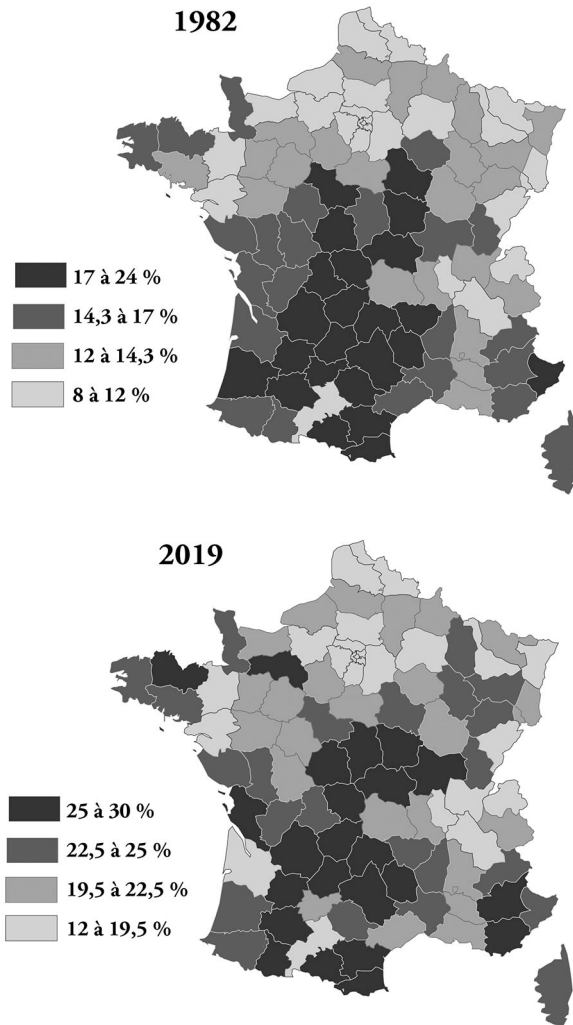 1982
17 à 24 %
14,3 à 17 %
12 à 14,3 %
8 à 12 %
2019
25 à 30 %
22,5 à 25 %
19,5 à 22,5 %
12 à 19,5 %